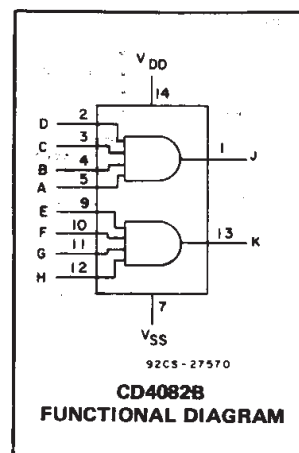 VDD
14
D 2
C 3 1 J
B 4
A 5
E 9
F 10 13 K
G 11
H 12
7
VSS
92CS-27570
CD4082B
FUNCTIONAL DIAGRAM